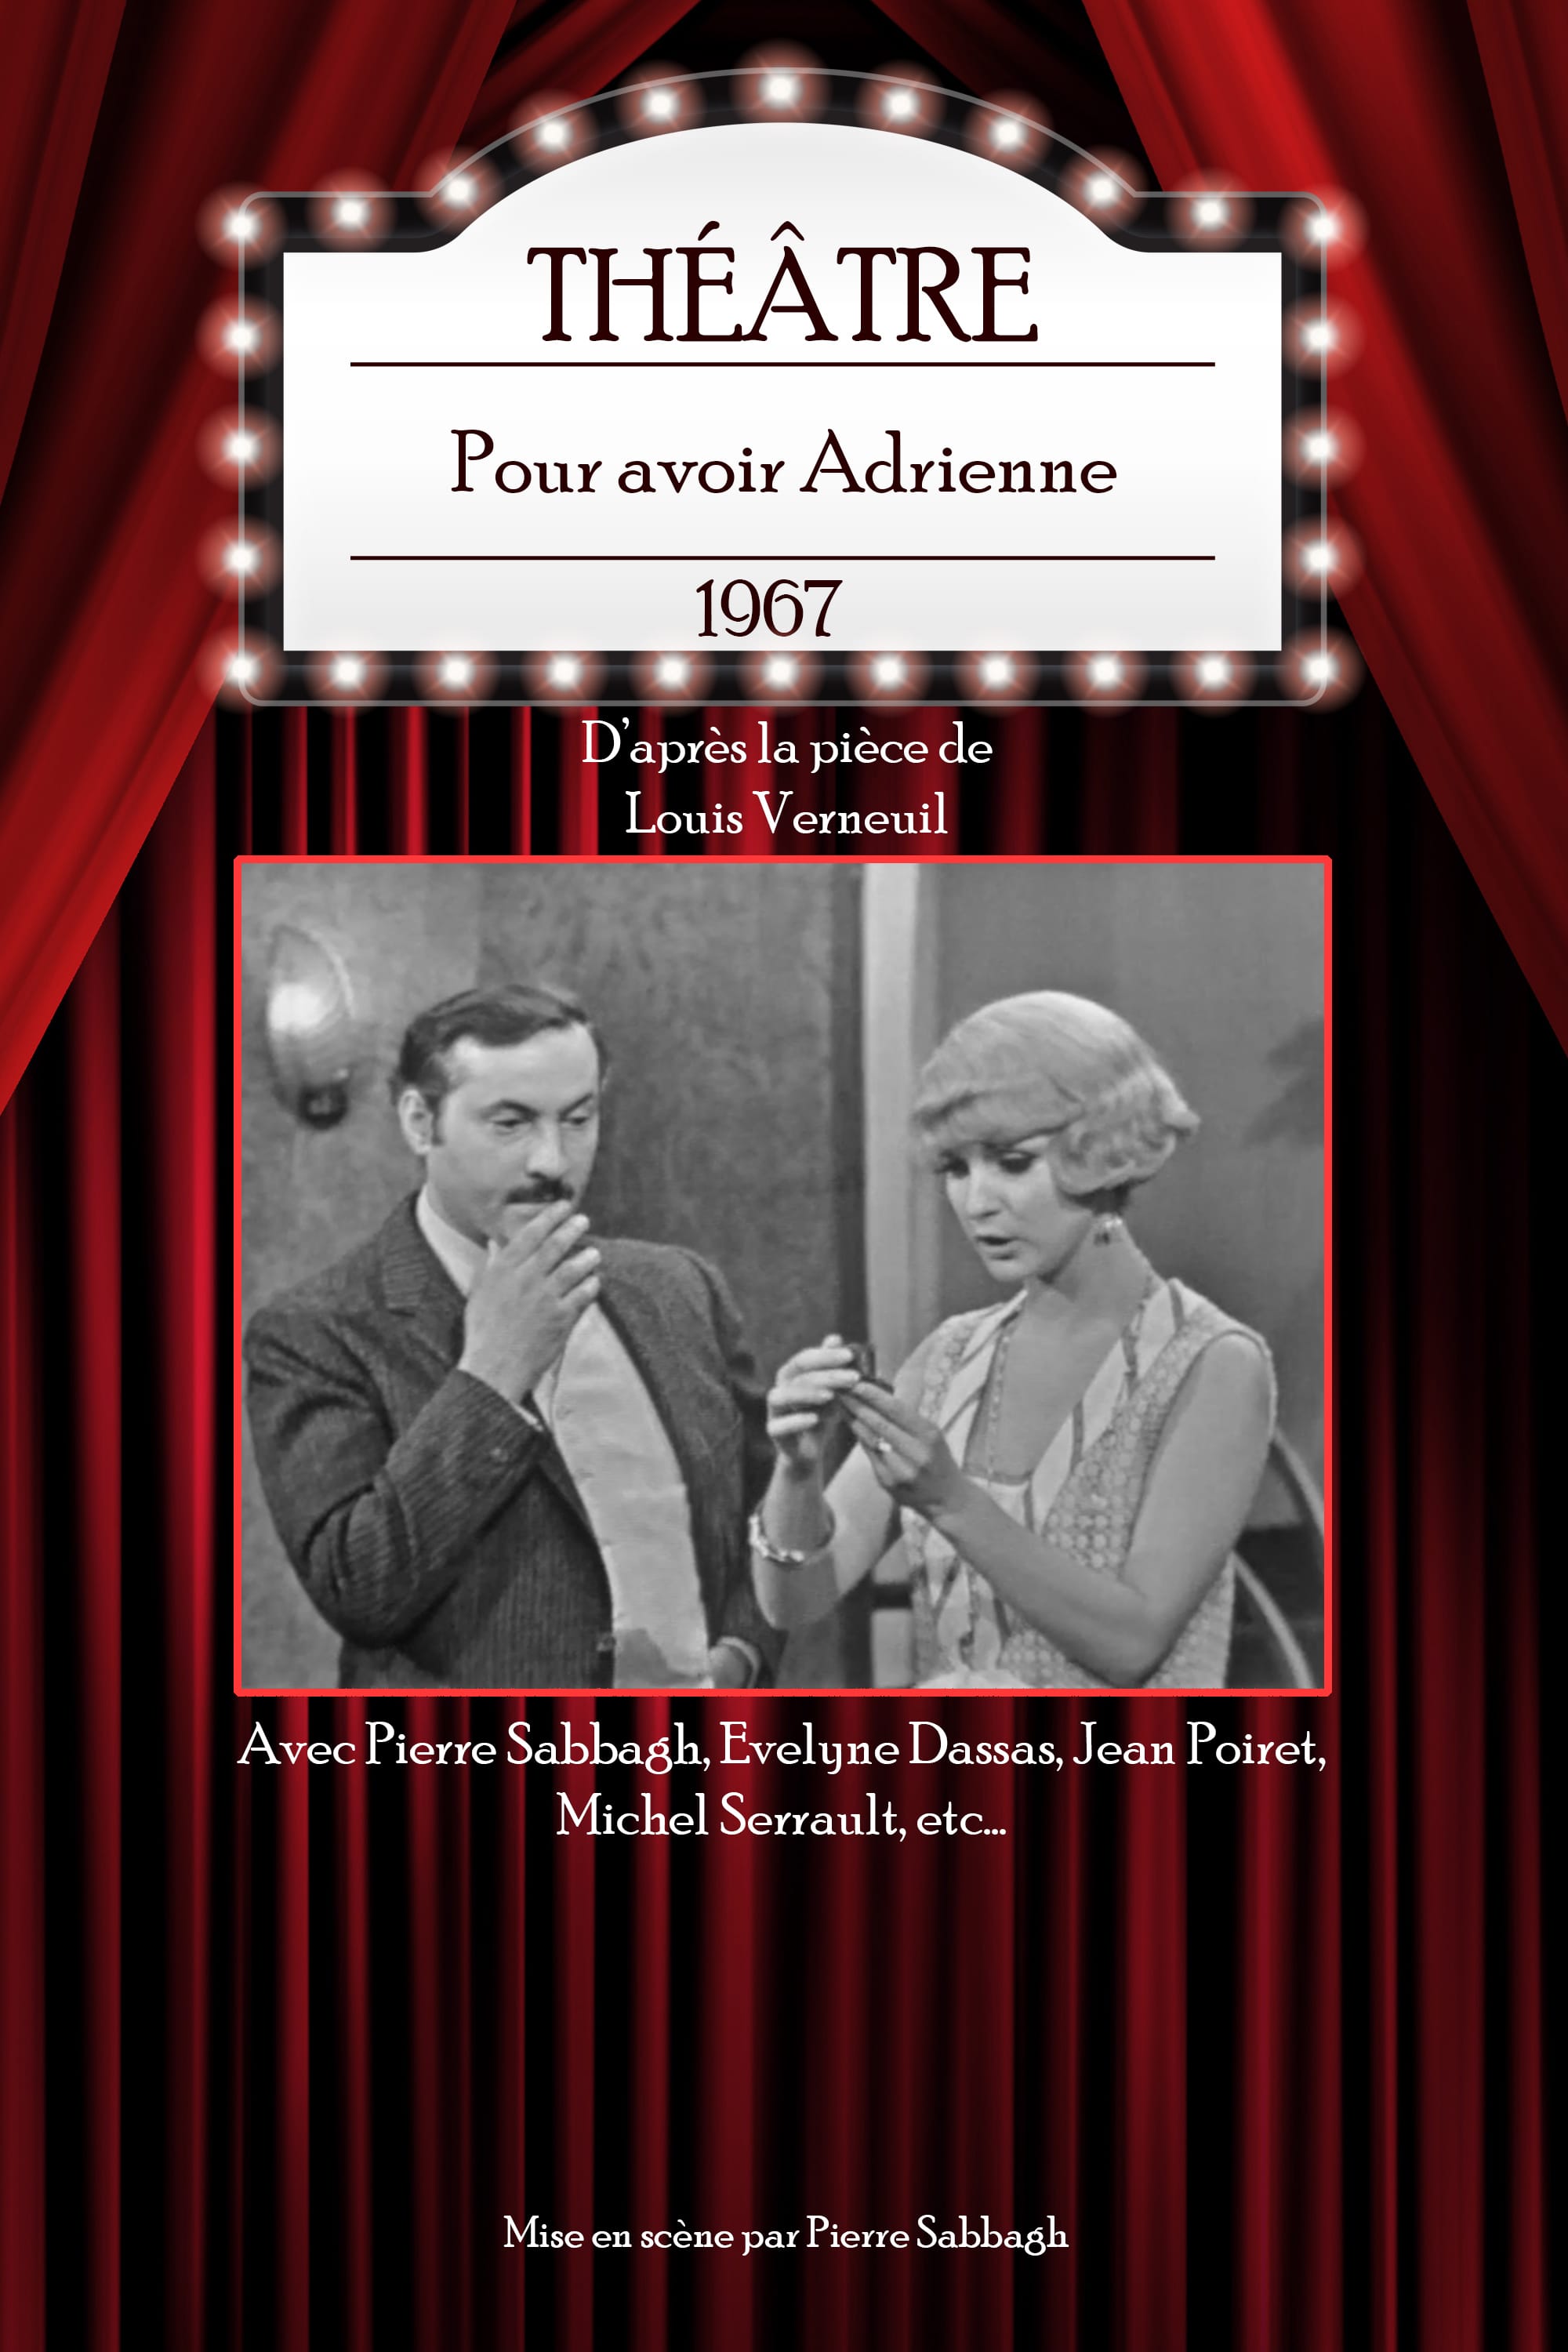 THÉÂTRE
Pour avoir Adrienne
1967
D'après la pièce de
Louis Verneuil
Avec Pierre Sabbagh, Evelyne Dassas, Jean Poiret,
Michel Serrault, etc...
Mise en scène par Pierre Sabbagh